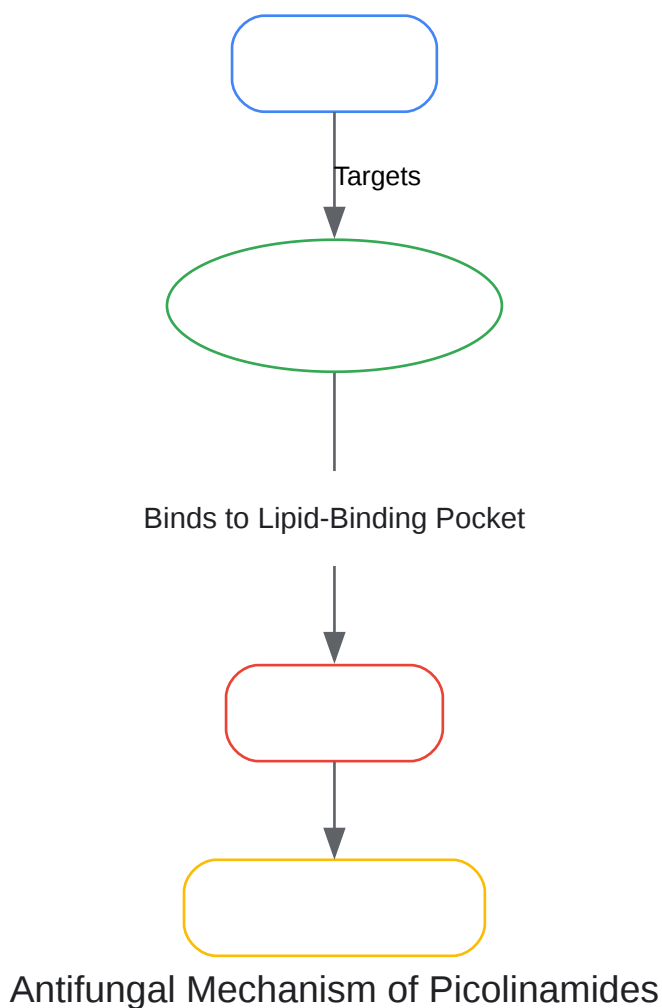 Targets
Binds to Lipid-Binding Pocket
Antifungal Mechanism of Picolinamides